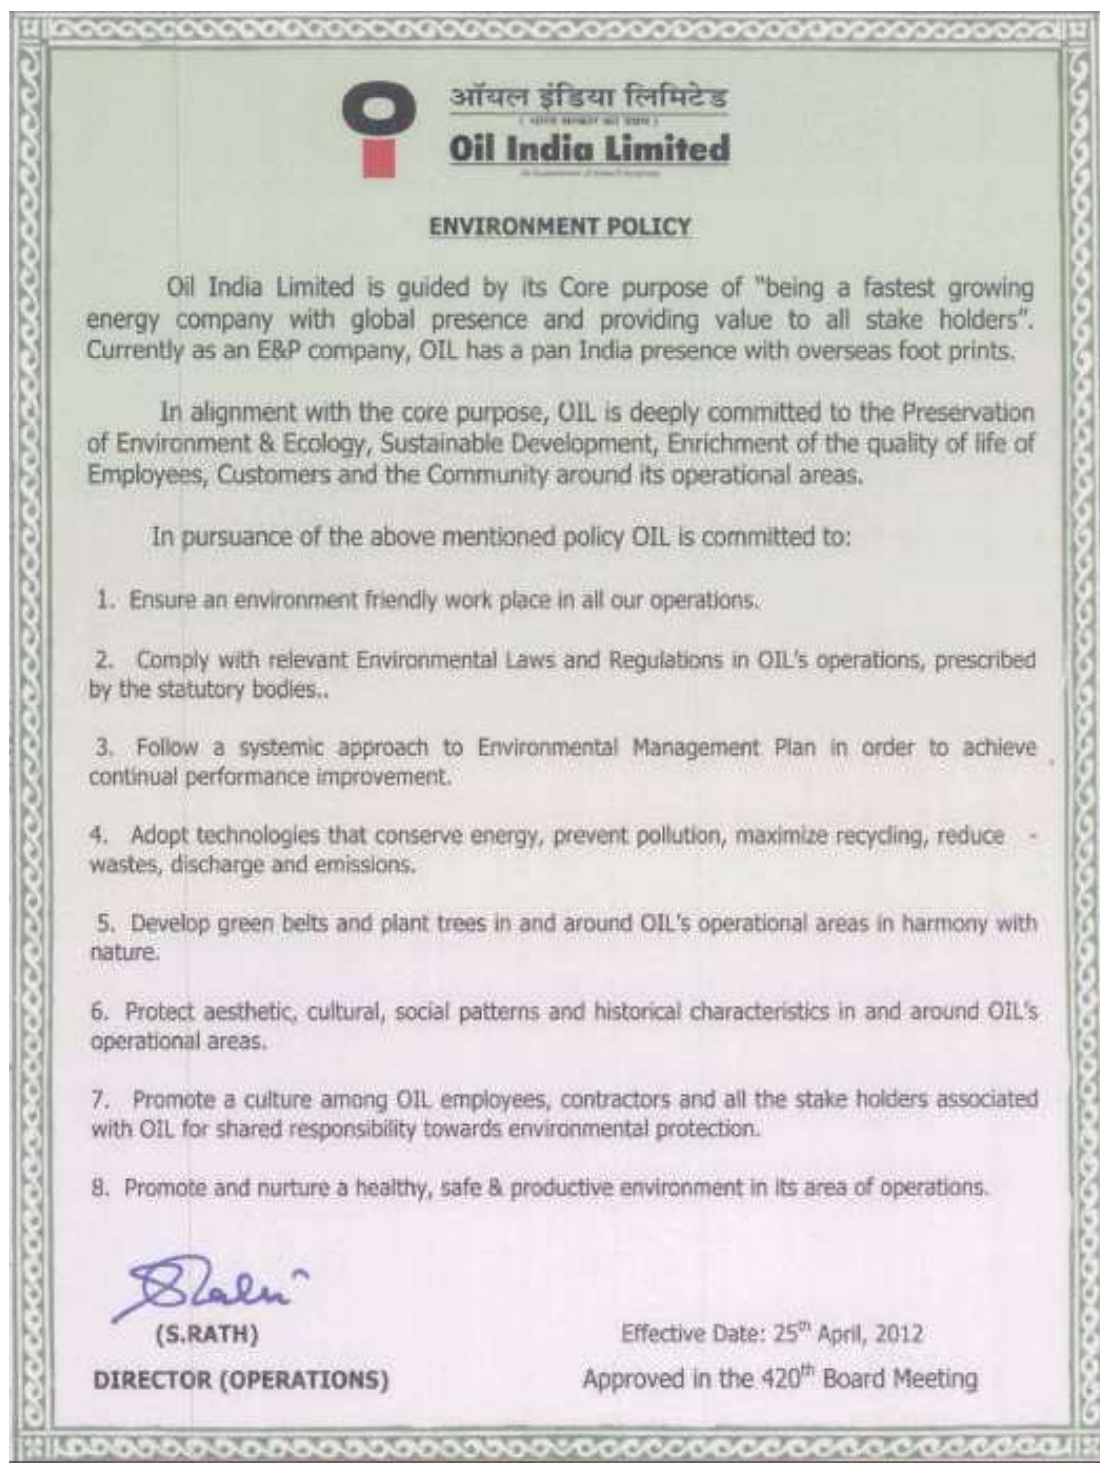 ऑयल इंडिया लिमिटेड
Oil India Limited
ENVIRONMENT POLICY
Oil India Limited is guided by its Core purpose of "being a fastest growing
energy company with global presence and providing value to all stake holders".
Currently as an E&P company, OIL has a pan India presence with overseas foot prints.
In alignment with the core purpose, OIL is deeply committed to the Preservation
of Environment & Ecology, Sustainable Development, Enrichment of the quality of life of
Employees, Customers and the Community around its operational areas.
In pursuance of the above mentioned policy OIL is committed to:
1. Ensure an environment friendly work place in all our operations.
2. Comply with relevant Environmental Laws and Regulations in OIL's operations, prescribed
by the statutory bodies..
3. Follow a systemic approach to Environmental Management Plan in order to achieve
continual performance improvement.
4. Adopt technologies that conserve energy, prevent pollution, maximize recycling, reduce -
wastes, discharge and emissions.
5. Develop green belts and plant trees in and around OIL's operational areas in harmony with
nature.
6. Protect aesthetic, cultural, social patterns and historical characteristics in and around OIL's
operational areas.
7. Promote a culture among OIL employees, contractors and all the stake holders associated
with OIL for shared responsibility towards environmental protection.
8. Promote and nurture a healthy, safe & productive environment in its area of operations.
(S.RATH)
DIRECTOR (OPERATIONS)
Effective Date: 25th April, 2012
Approved in the 420th Board Meeting